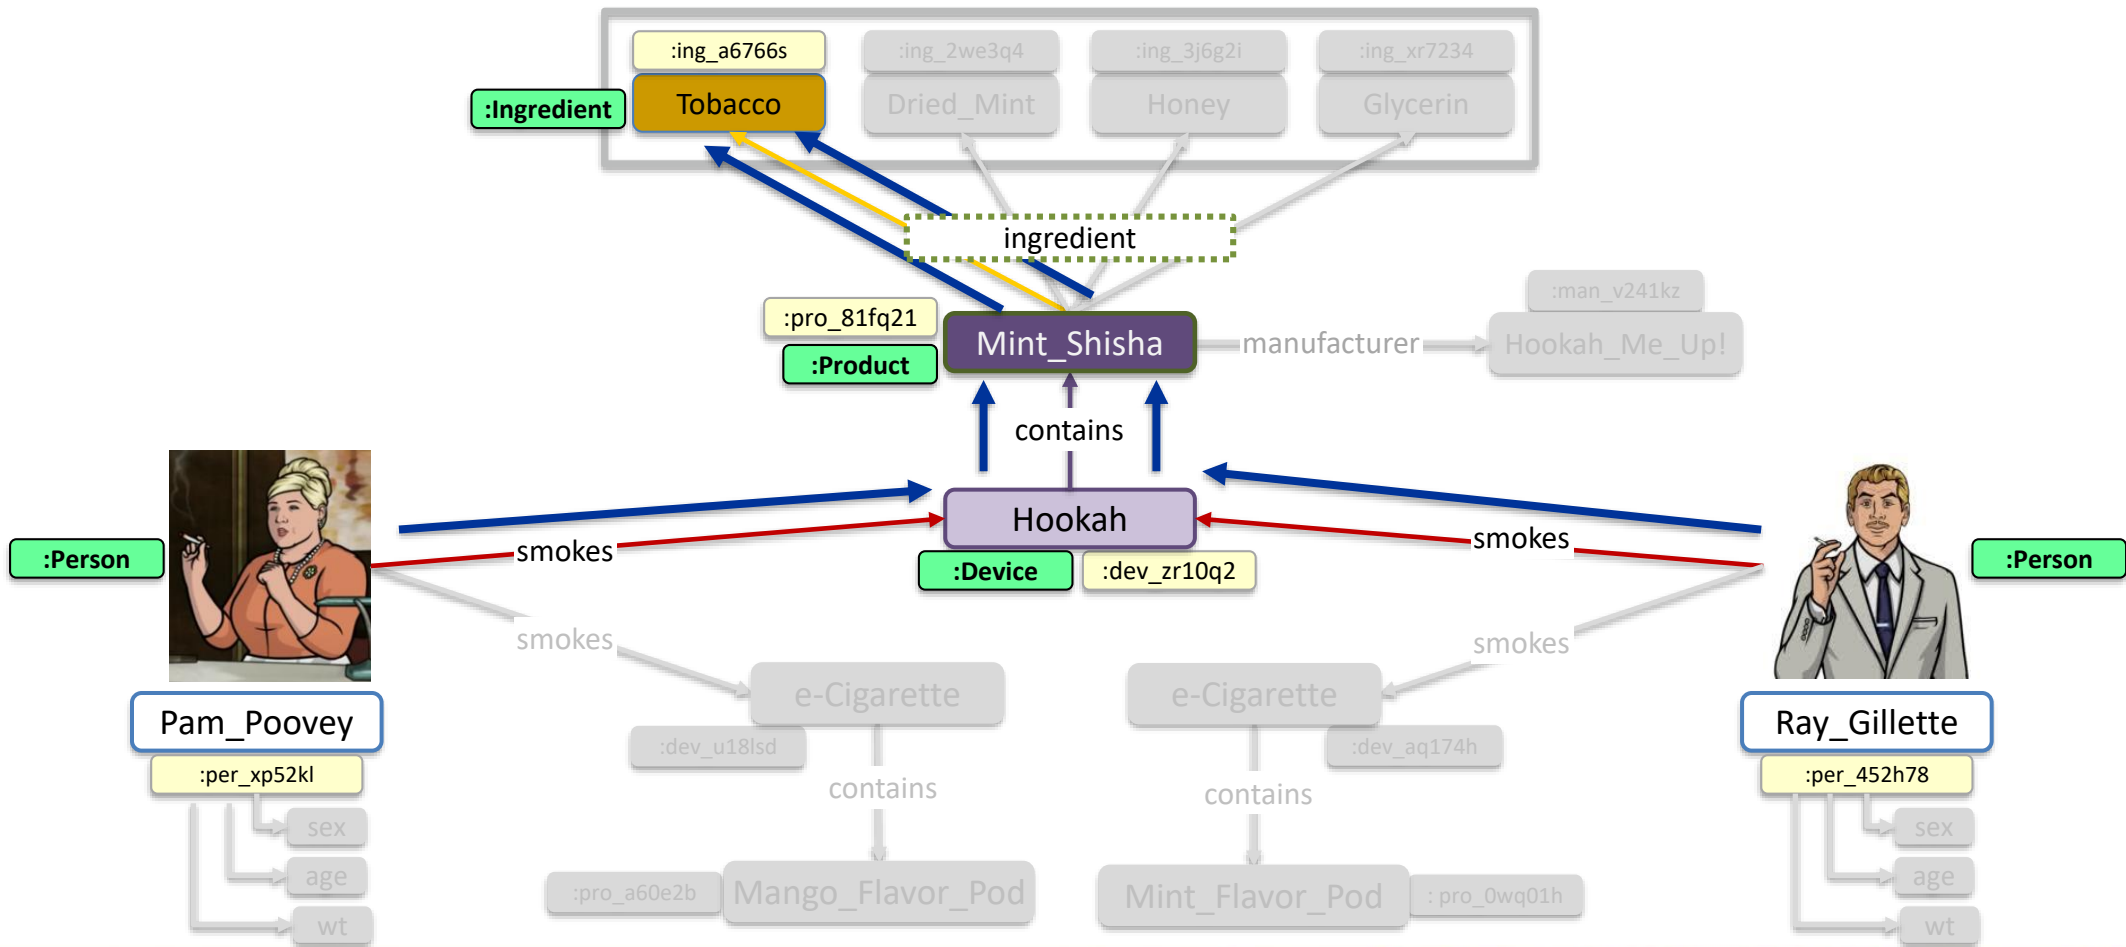 :ing_a6766s
:ing_2we3q4
:ing_3j6g2i
:ing_xr7234
:Ingredient
Tobacco
Dried_Mint
Honey
Glycerin
ingredient
:pro_81fq21
:Product
Mint_Shisha
manufacturer
:man_v241kz
Hookah_Me_Up!
contains
:Person
smokes
Hookah
smokes
:Person
:Device
:dev_zr10q2
smokes
smokes
e-Cigarette
e-Cigarette
Pam_Poovey
:dev_u18lsd
:dev_aq174h
Ray_Gillette
:per_xp52kl
:per_452h78
contains
contains
sex
sex
age
age
:pro_a60e2b
Mango_Flavor_Pod
Mint_Flavor_Pod
: pro_0wq01h
wt
wt